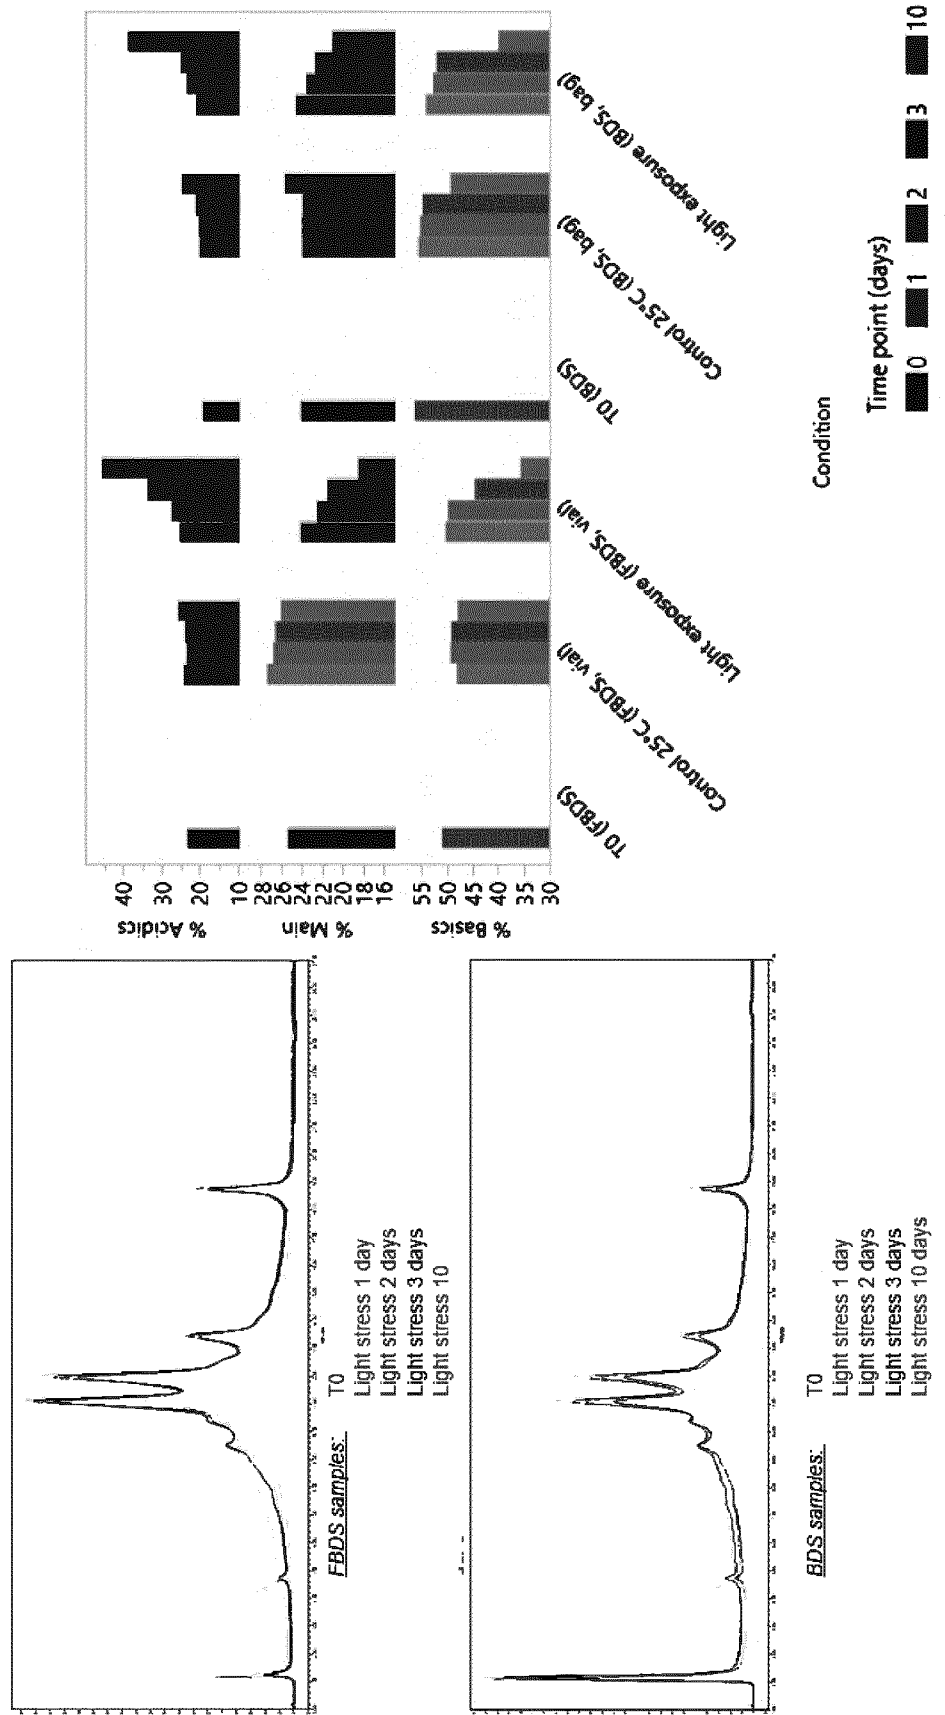 FBDS samples:
T0
Light stress 1 day
Light stress 2 days
Light stress 3 days
Light stress 10
BDS samples:
T0
Light stress 1 day
Light stress 2 days
Light stress 3 days
Light stress 10 days
% Acidics
40
30
20
10
% Main
28
26
24
22
20
18
16
% Basics
55
50
45
40
35
30
T0 (FBDS)
Control 25°C (FBDS, vial)
Light exposure (FBDS, vial)
T0 (BDS)
Control 25°C (BDS, bag)
Light exposure (BDS, bag)
Condition
Time point (days)
0 1 2 3 10